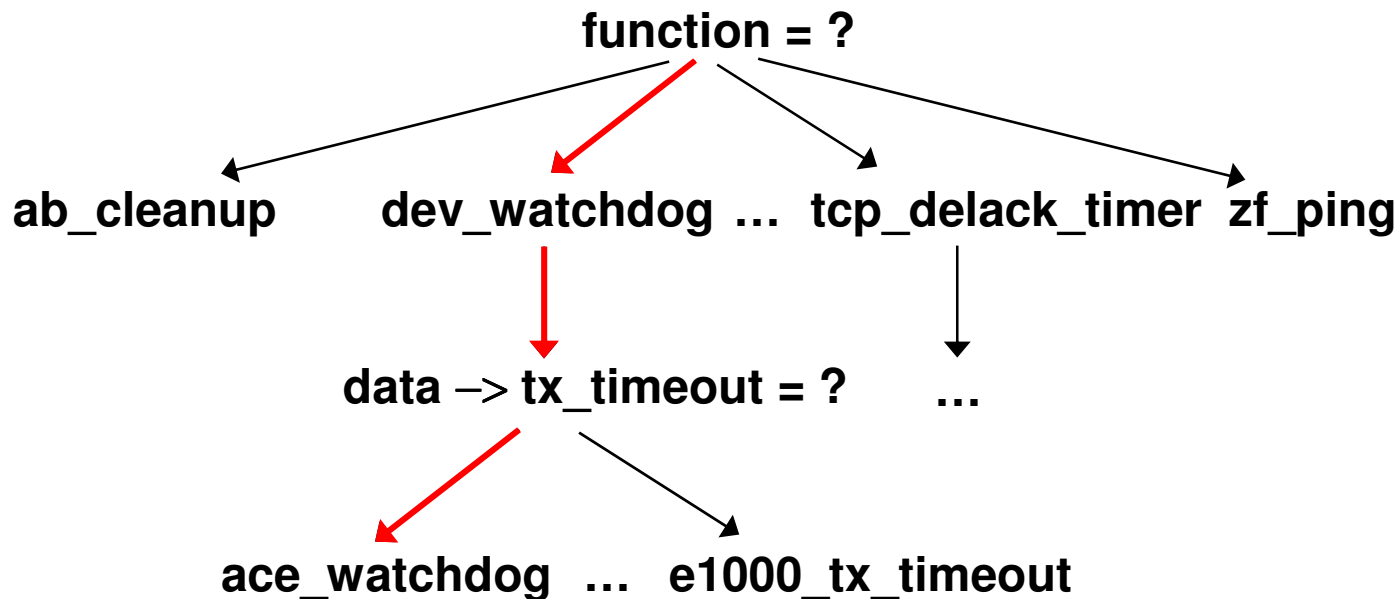 function = ?
ab_cleanup dev_watchdog ... tcp_delack_timer zf_ping
data –> tx_timeout = ? ...
ace_watchdog ... e1000_tx_timeout